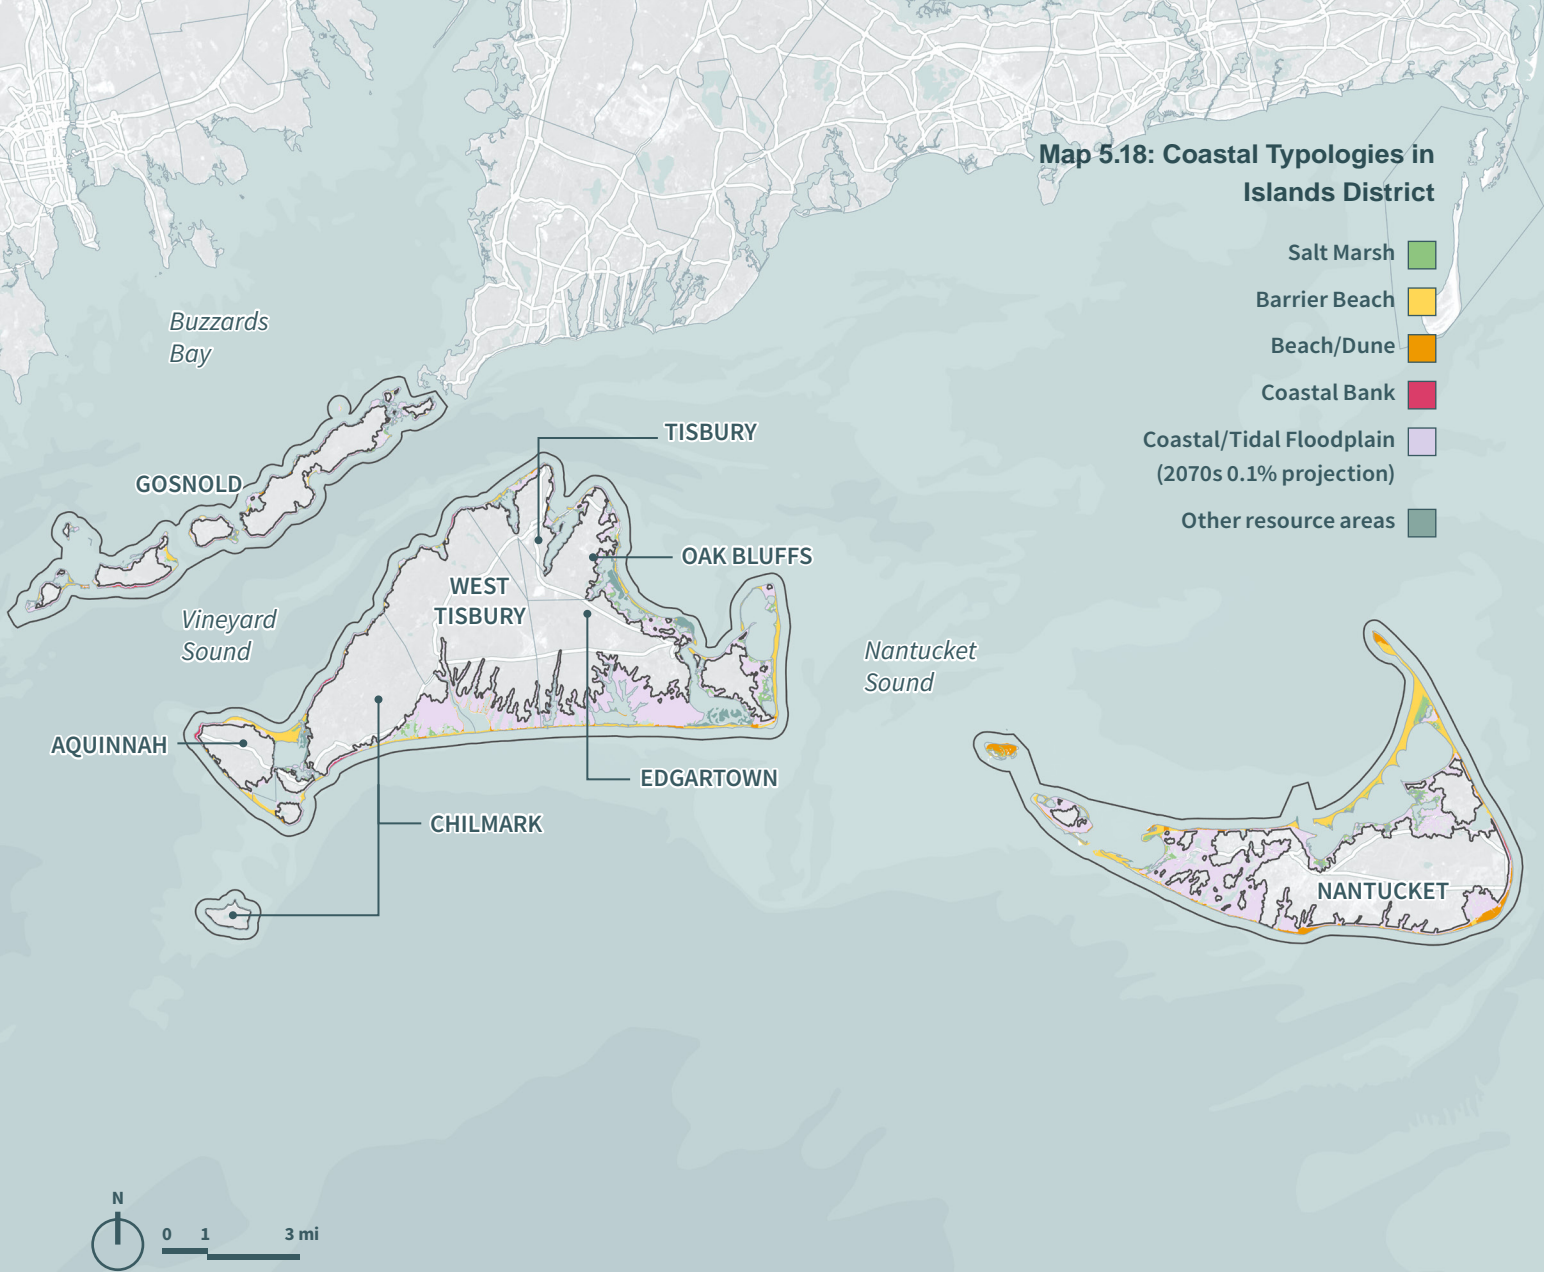 Map 5.18: Coastal Typologies in
Islands District
Salt Marsh
Barrier Beach
Beach/Dune
Coastal Bank
Coastal/Tidal Floodplain
(2070s 0.1% projection)
Other resource areas
Buzzards
Bay
GOSNOLD
TISBURY
OAK BLUFFS
WEST
TISBURY
Vineyard
Sound
Nantucket
Sound
AQUINNAH
EDGARTOWN
CHILMARK
NANTUCKET
N
0 1 3 mi